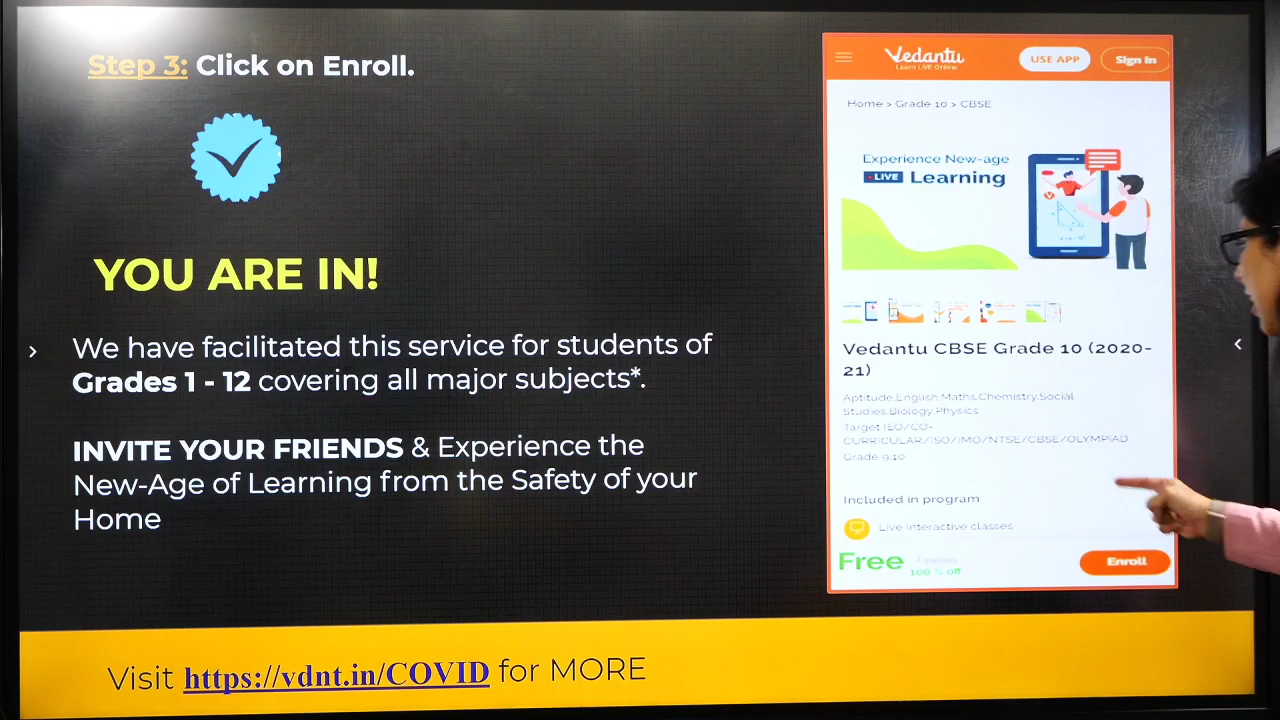 Step 3: Click on Enroll.
YOU ARE IN!
We have facilitated this service for students of
Grades 1 - 12 covering all major subjects*.
INVITE YOUR FRIENDS & Experience the
New-Age of Learning from the Safety of your
Home
Visit https://vdnt.in/COVID for MORE
Vedantu
Learn LIVE Online
USE APP
Sign In
Home > Grade 10 > CBSE
Experience New-age
LIVE Learning
Vedantu CBSE Grade 10 (2020-
21)
Aptitude,English,Maths,Chemistry,Social
Studies,Biology,Physics
Target IEO/CO-
CURRICULAR/ISO/IMO/NTSE/CBSE/OLYMPIAD
Grade 9,10
Included in program
Live interactive classes
Free
100 % off
Enroll